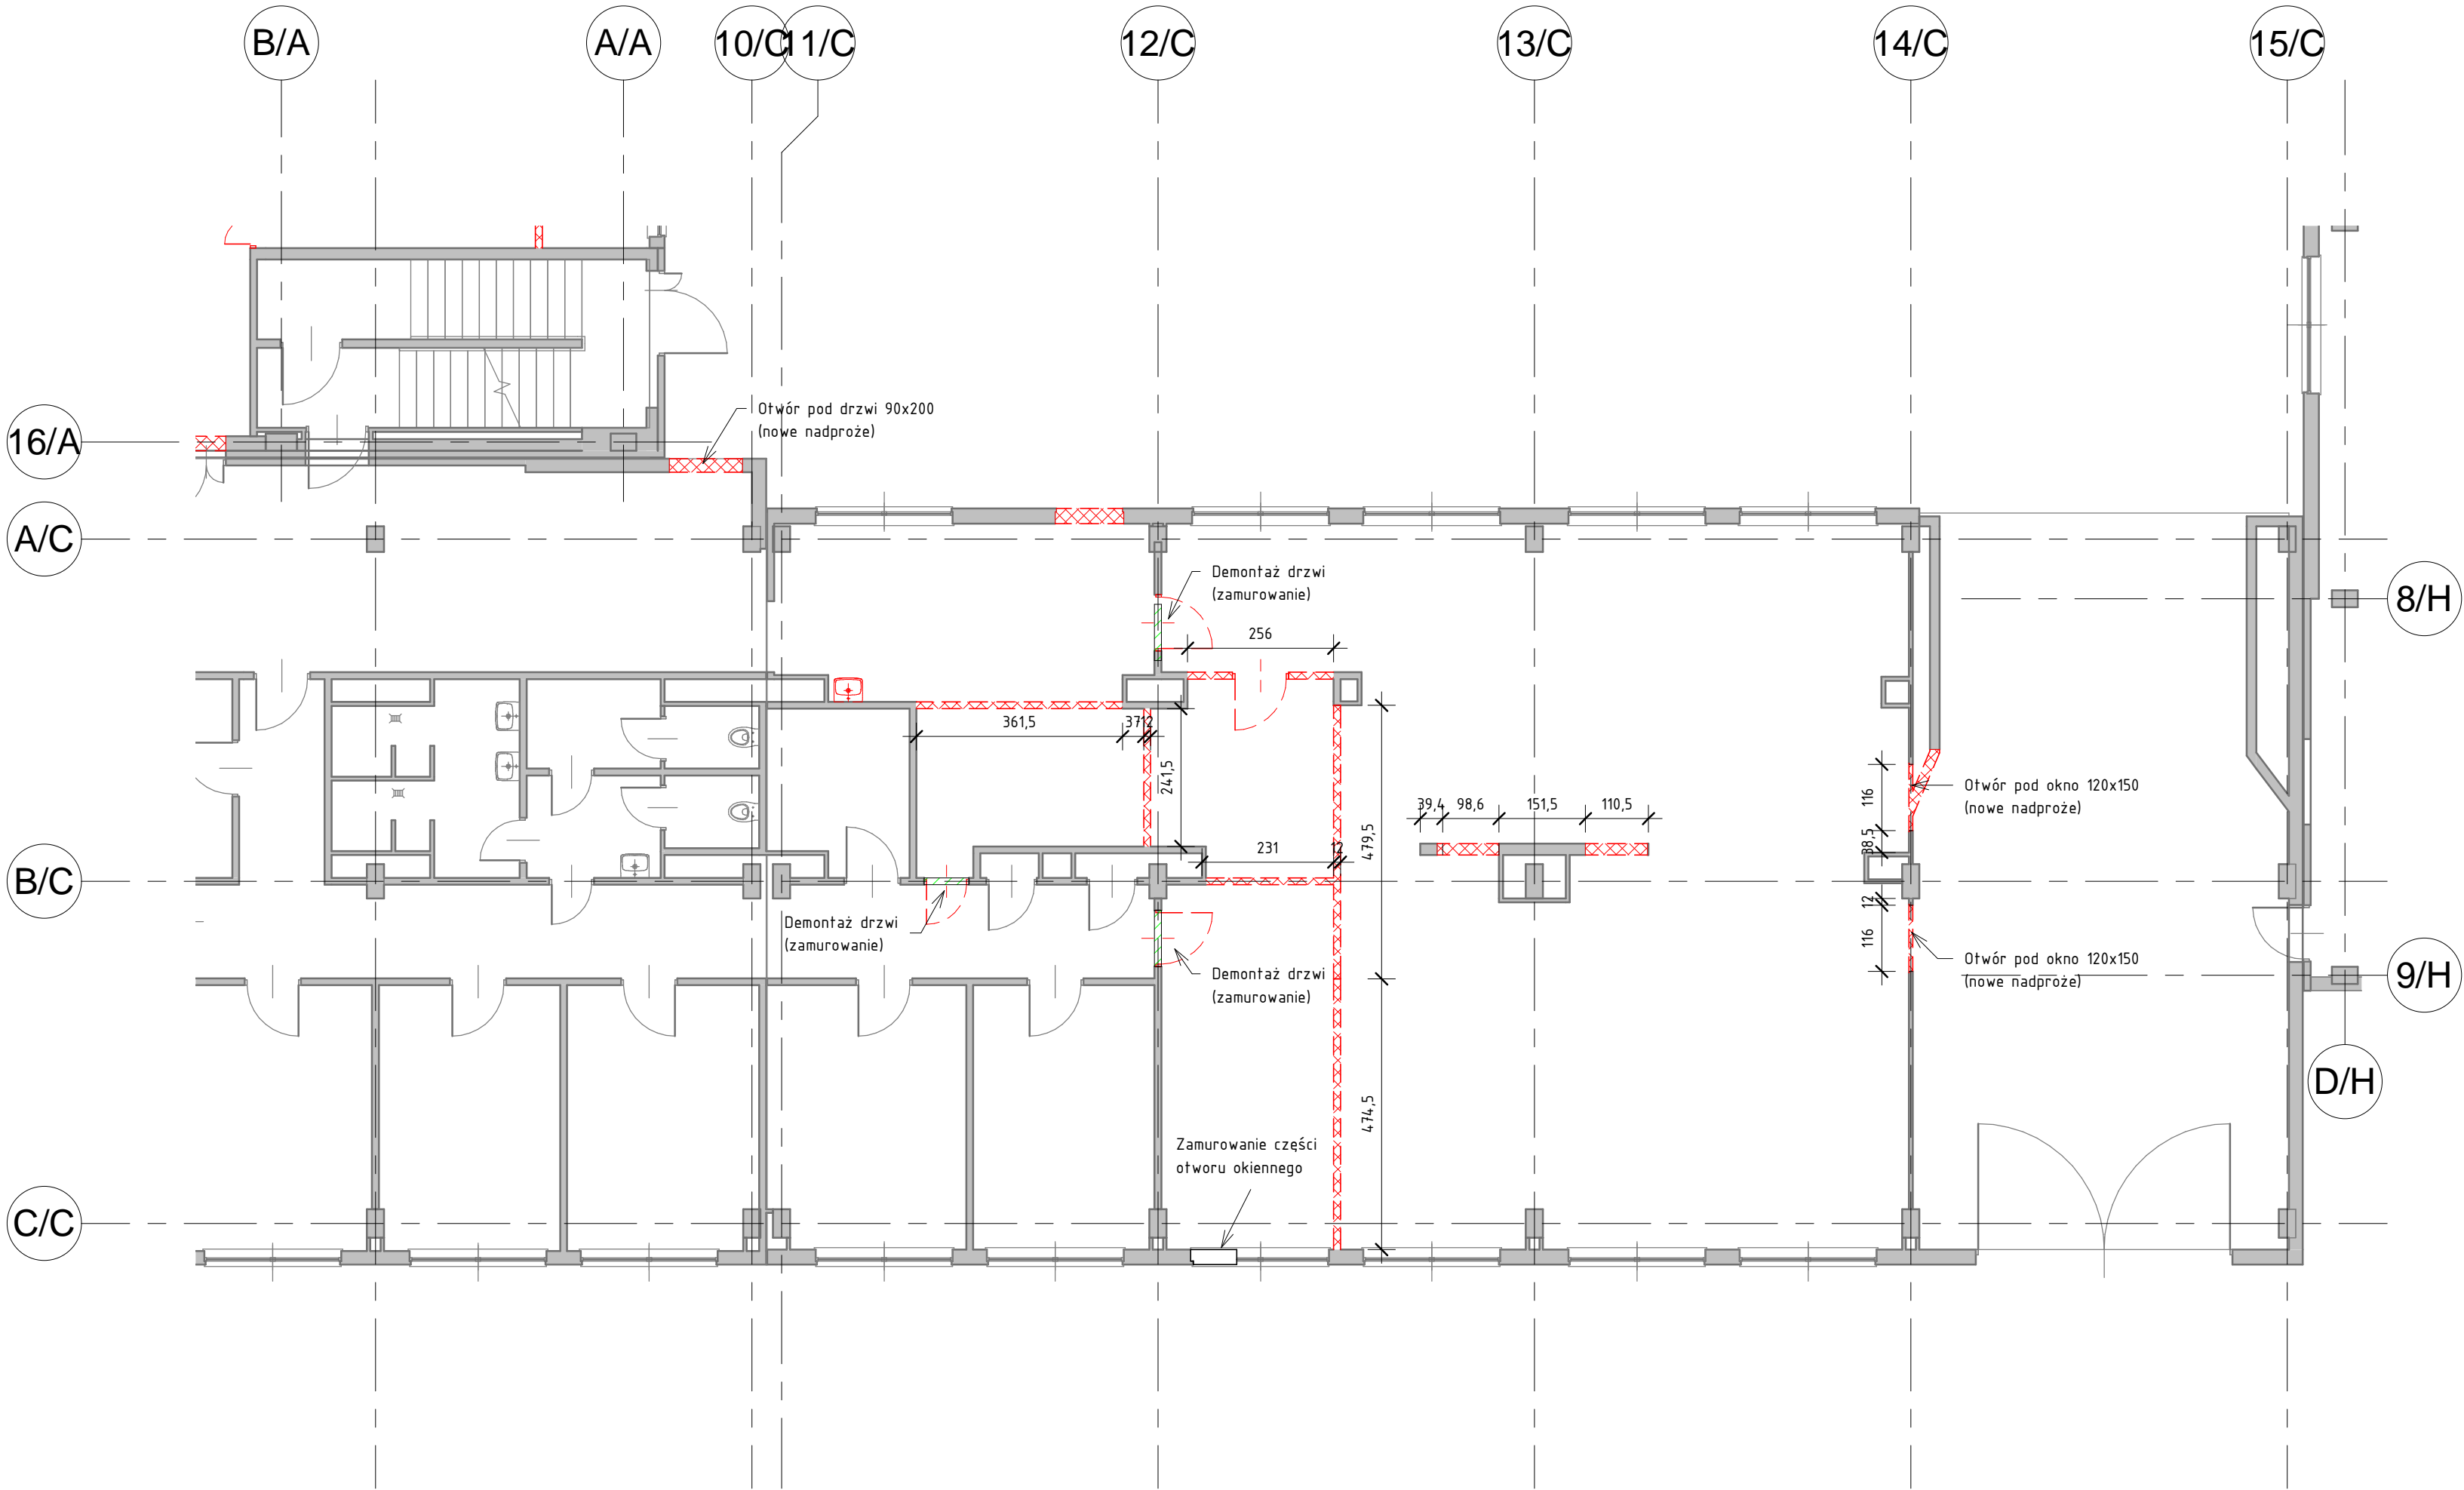 B/A
A/A
10/C
11/C
12/C
13/C
14/C
15/C
16/A
Otwór pod drzwi 90x200
(nowe nadproże)
A/C
Demontaż drzwi
(zamurowanie)
8/H
256
361,5
37
12
241,5
479,5
39,4
98,6
151,5
110,5
116
Otwór pod okno 120x150
(nowe nadproże)
38,5
231
12
B/C
12
116
Demontaż drzwi
(zamurowanie)
Otwór pod okno 120x150
(nowe nadproże)
Demontaż drzwi
(zamurowanie)
9/H
D/H
474,5
Zamurowanie części
otworu okiennego
C/C